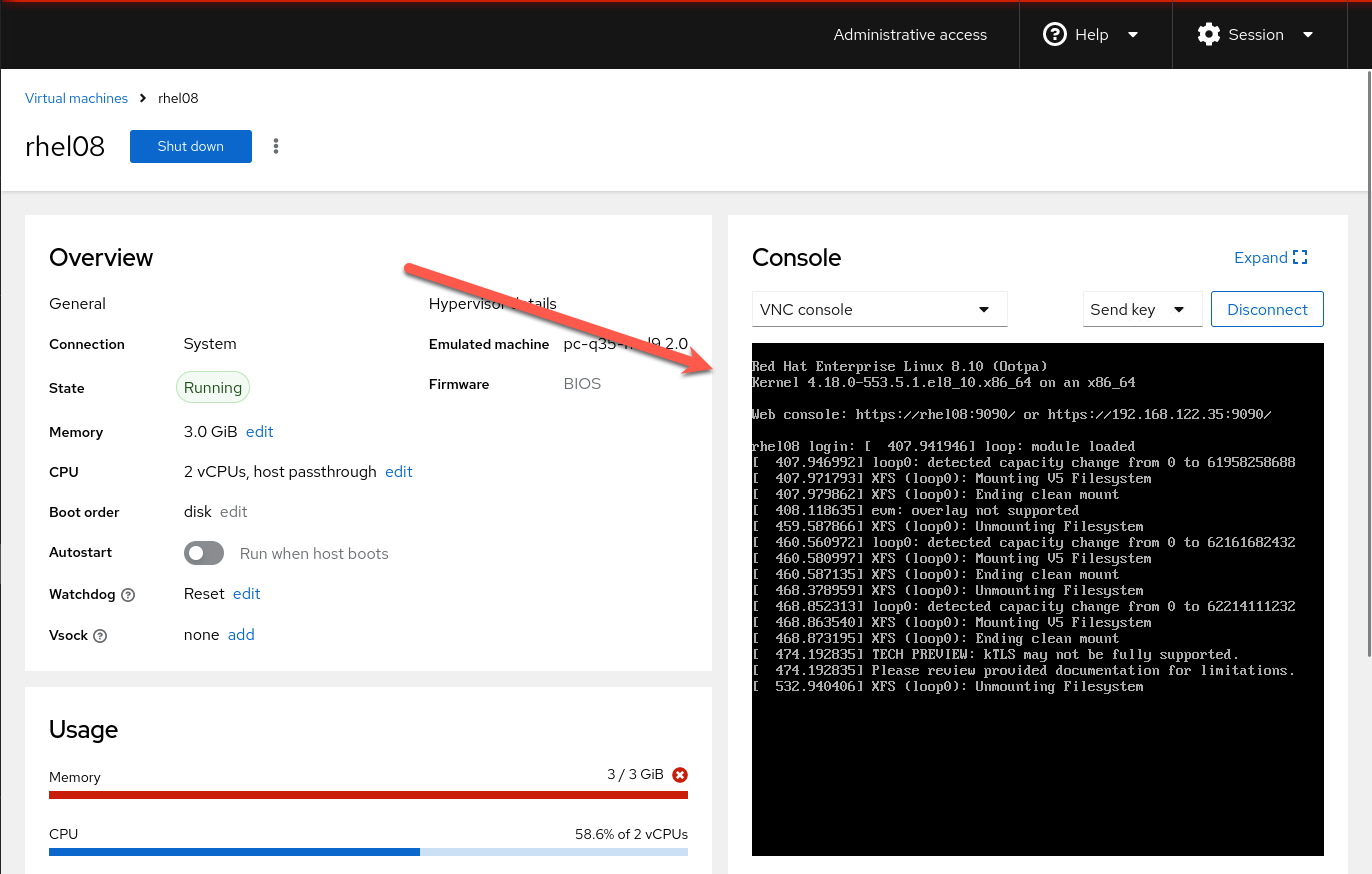 Administrative access
Help
Session
Virtual machines > rhel08
rhel08
Shut down
Overview
General
Connection System
State Running
Memory 3.0 GiB edit
CPU 2 vCPUs, host passthrough edit
Boot order disk edit
Autostart Run when host boots
Watchdog Reset edit
Vsock none add
Hypervisor details
Emulated machine pc-q35-rhel9.2.0
Firmware BIOS
Usage
Memory 3 / 3 GiB
CPU 58.6% of 2 vCPUs
Console
Expand
VNC console
Send key
Disconnect
Red Hat Enterprise Linux 8.10 (Ootpa)
Kernel 4.18.0-553.5.1.el8_10.x86_64 on an x86_64
Web console: https://rhel08:9090/ or https://192.168.122.35:9090/
rhel08 login: [  407.941946] loop: module loaded
[  407.946992] loop0: detected capacity change from 0 to 61958258688
[  407.971793] XFS (loop0): Mounting V5 Filesystem
[  407.979862] XFS (loop0): Ending clean mount
[  408.118635] evm: overlay not supported
[  459.587866] XFS (loop0): Unmounting Filesystem
[  460.560972] loop0: detected capacity change from 0 to 62161682432
[  460.580997] XFS (loop0): Mounting V5 Filesystem
[  460.587135] XFS (loop0): Ending clean mount
[  468.378959] XFS (loop0): Unmounting Filesystem
[  468.852313] loop0: detected capacity change from 0 to 62214111232
[  468.863540] XFS (loop0): Mounting V5 Filesystem
[  468.873195] XFS (loop0): Ending clean mount
[  474.192835] TECH PREVIEW: kTLS may not be fully supported.
[  474.192835] Please review provided documentation for limitations.
[  532.940406] XFS (loop0): Unmounting Filesystem